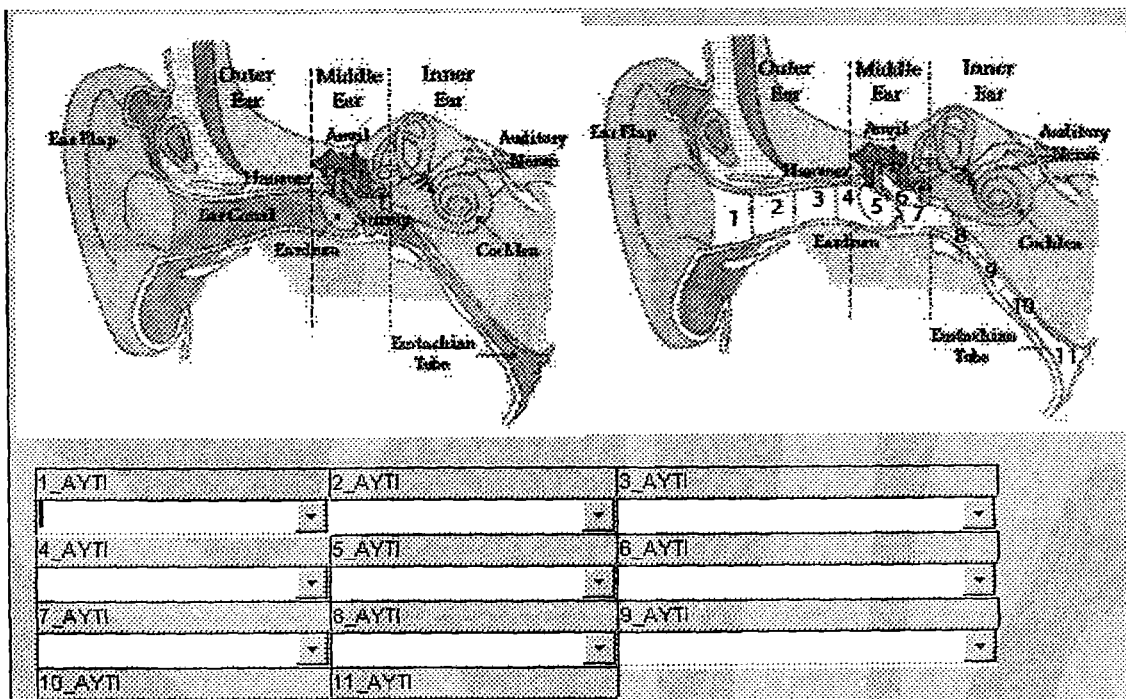 Outer Ear
Middle Ear
Inner Ear
Ear Flap
Anvil
Auditory Nerve
Hammer
Ear Canal
Stirrup
Eardrum
Cochlea
Eustachian Tube
Outer Ear
Middle Ear
Inner Ear
Ear Flap
Anvil
Auditory Nerve
Hammer
1 2 3 4 5 6 7 8 9 10 11
Eardrum
Cochlea
Eustachian Tube
1_AYTI 2_AYTI 3_AYTI
4_AYTI 5_AYTI 6_AYTI
7_AYTI 8_AYTI 9_AYTI
10_AYTI 11_AYTI